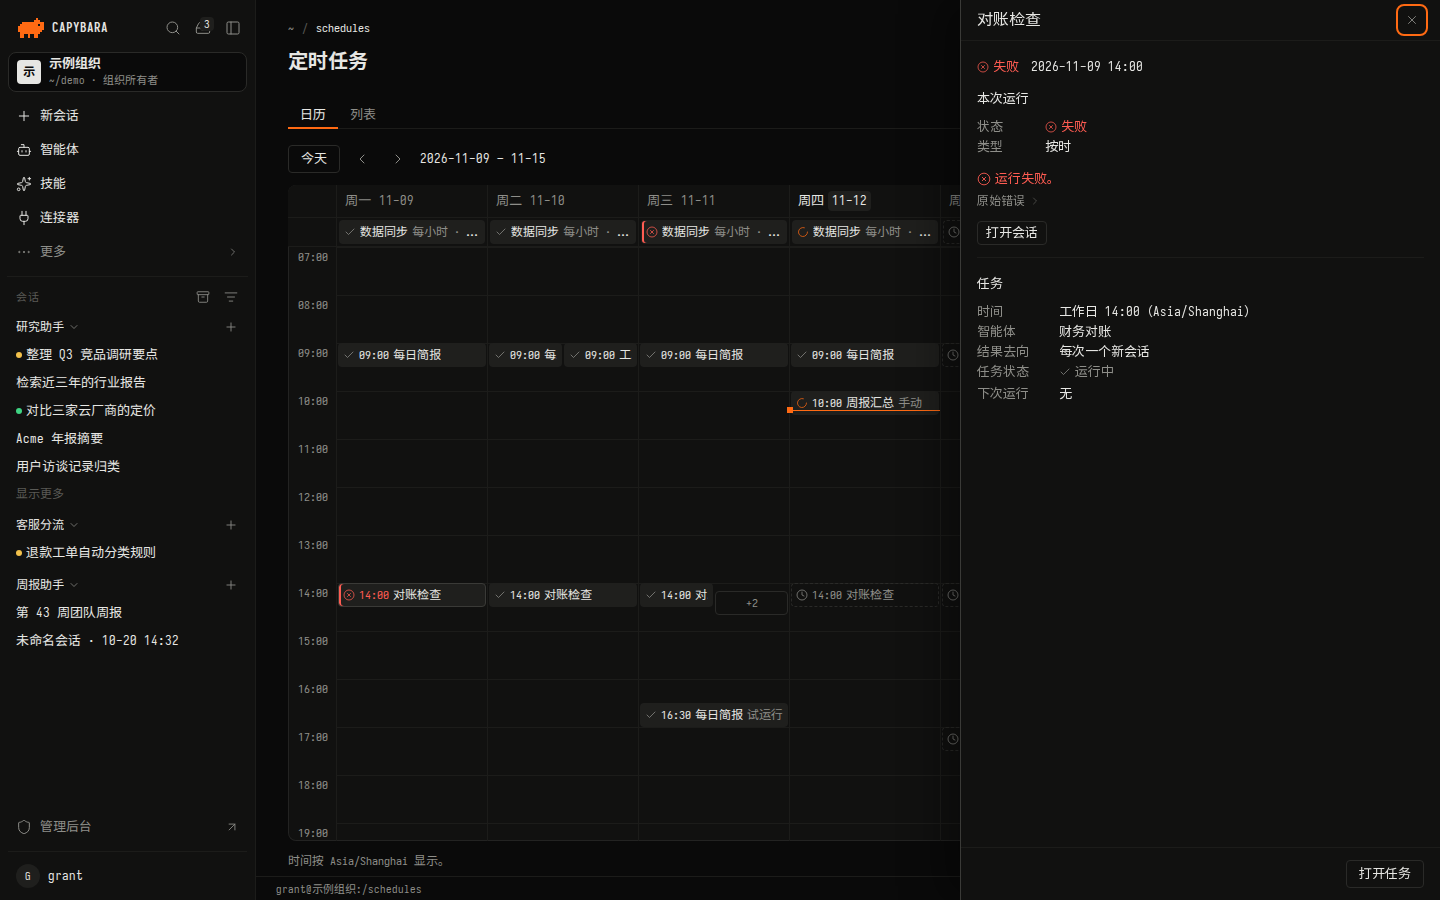 CAPYBARA
3
示
示例组织
~/demo · 组织所有者
新会话
智能体
技能
连接器
更多
会话
研究助手
整理 Q3 竞品调研要点
检索近三年的行业报告
对比三家云厂商的定价
Acme 年报摘要
用户访谈记录归类
显示更多
客服分流
退款工单自动分类规则
周报助手
第 43 周团队周报
未命名会话 · 10-20 14:32
管理后台
G grant
~ / schedules
定时任务
日历 列表
今天 2026-11-09 – 11-15
周一 11-09 周二 11-10 周三 11-11 周四 11-12 周
数据同步 每小时 · … 数据同步 每小时 · … 数据同步 每小时 · … 数据同步 每小时 · …
07:00
08:00
09:00 09:00 每日简报 09:00 每 09:00 工 09:00 每日简报 09:00 每日简报
10:00 10:00 周报汇总 手动
11:00
12:00
13:00
14:00 14:00 对账检查 14:00 对账检查 14:00 对 +2 14:00 对账检查
15:00
16:00
16:30 每日简报 试运行
17:00
18:00
19:00
时间按 Asia/Shanghai 显示。
grant@示例组织:/schedules
对账检查
失败 2026-11-09 14:00
本次运行
状态 失败
类型 按时
运行失败。
原始错误
打开会话
任务
时间 工作日 14:00 (Asia/Shanghai)
智能体 财务对账
结果去向 每次一个新会话
任务状态 运行中
下次运行 无
打开任务